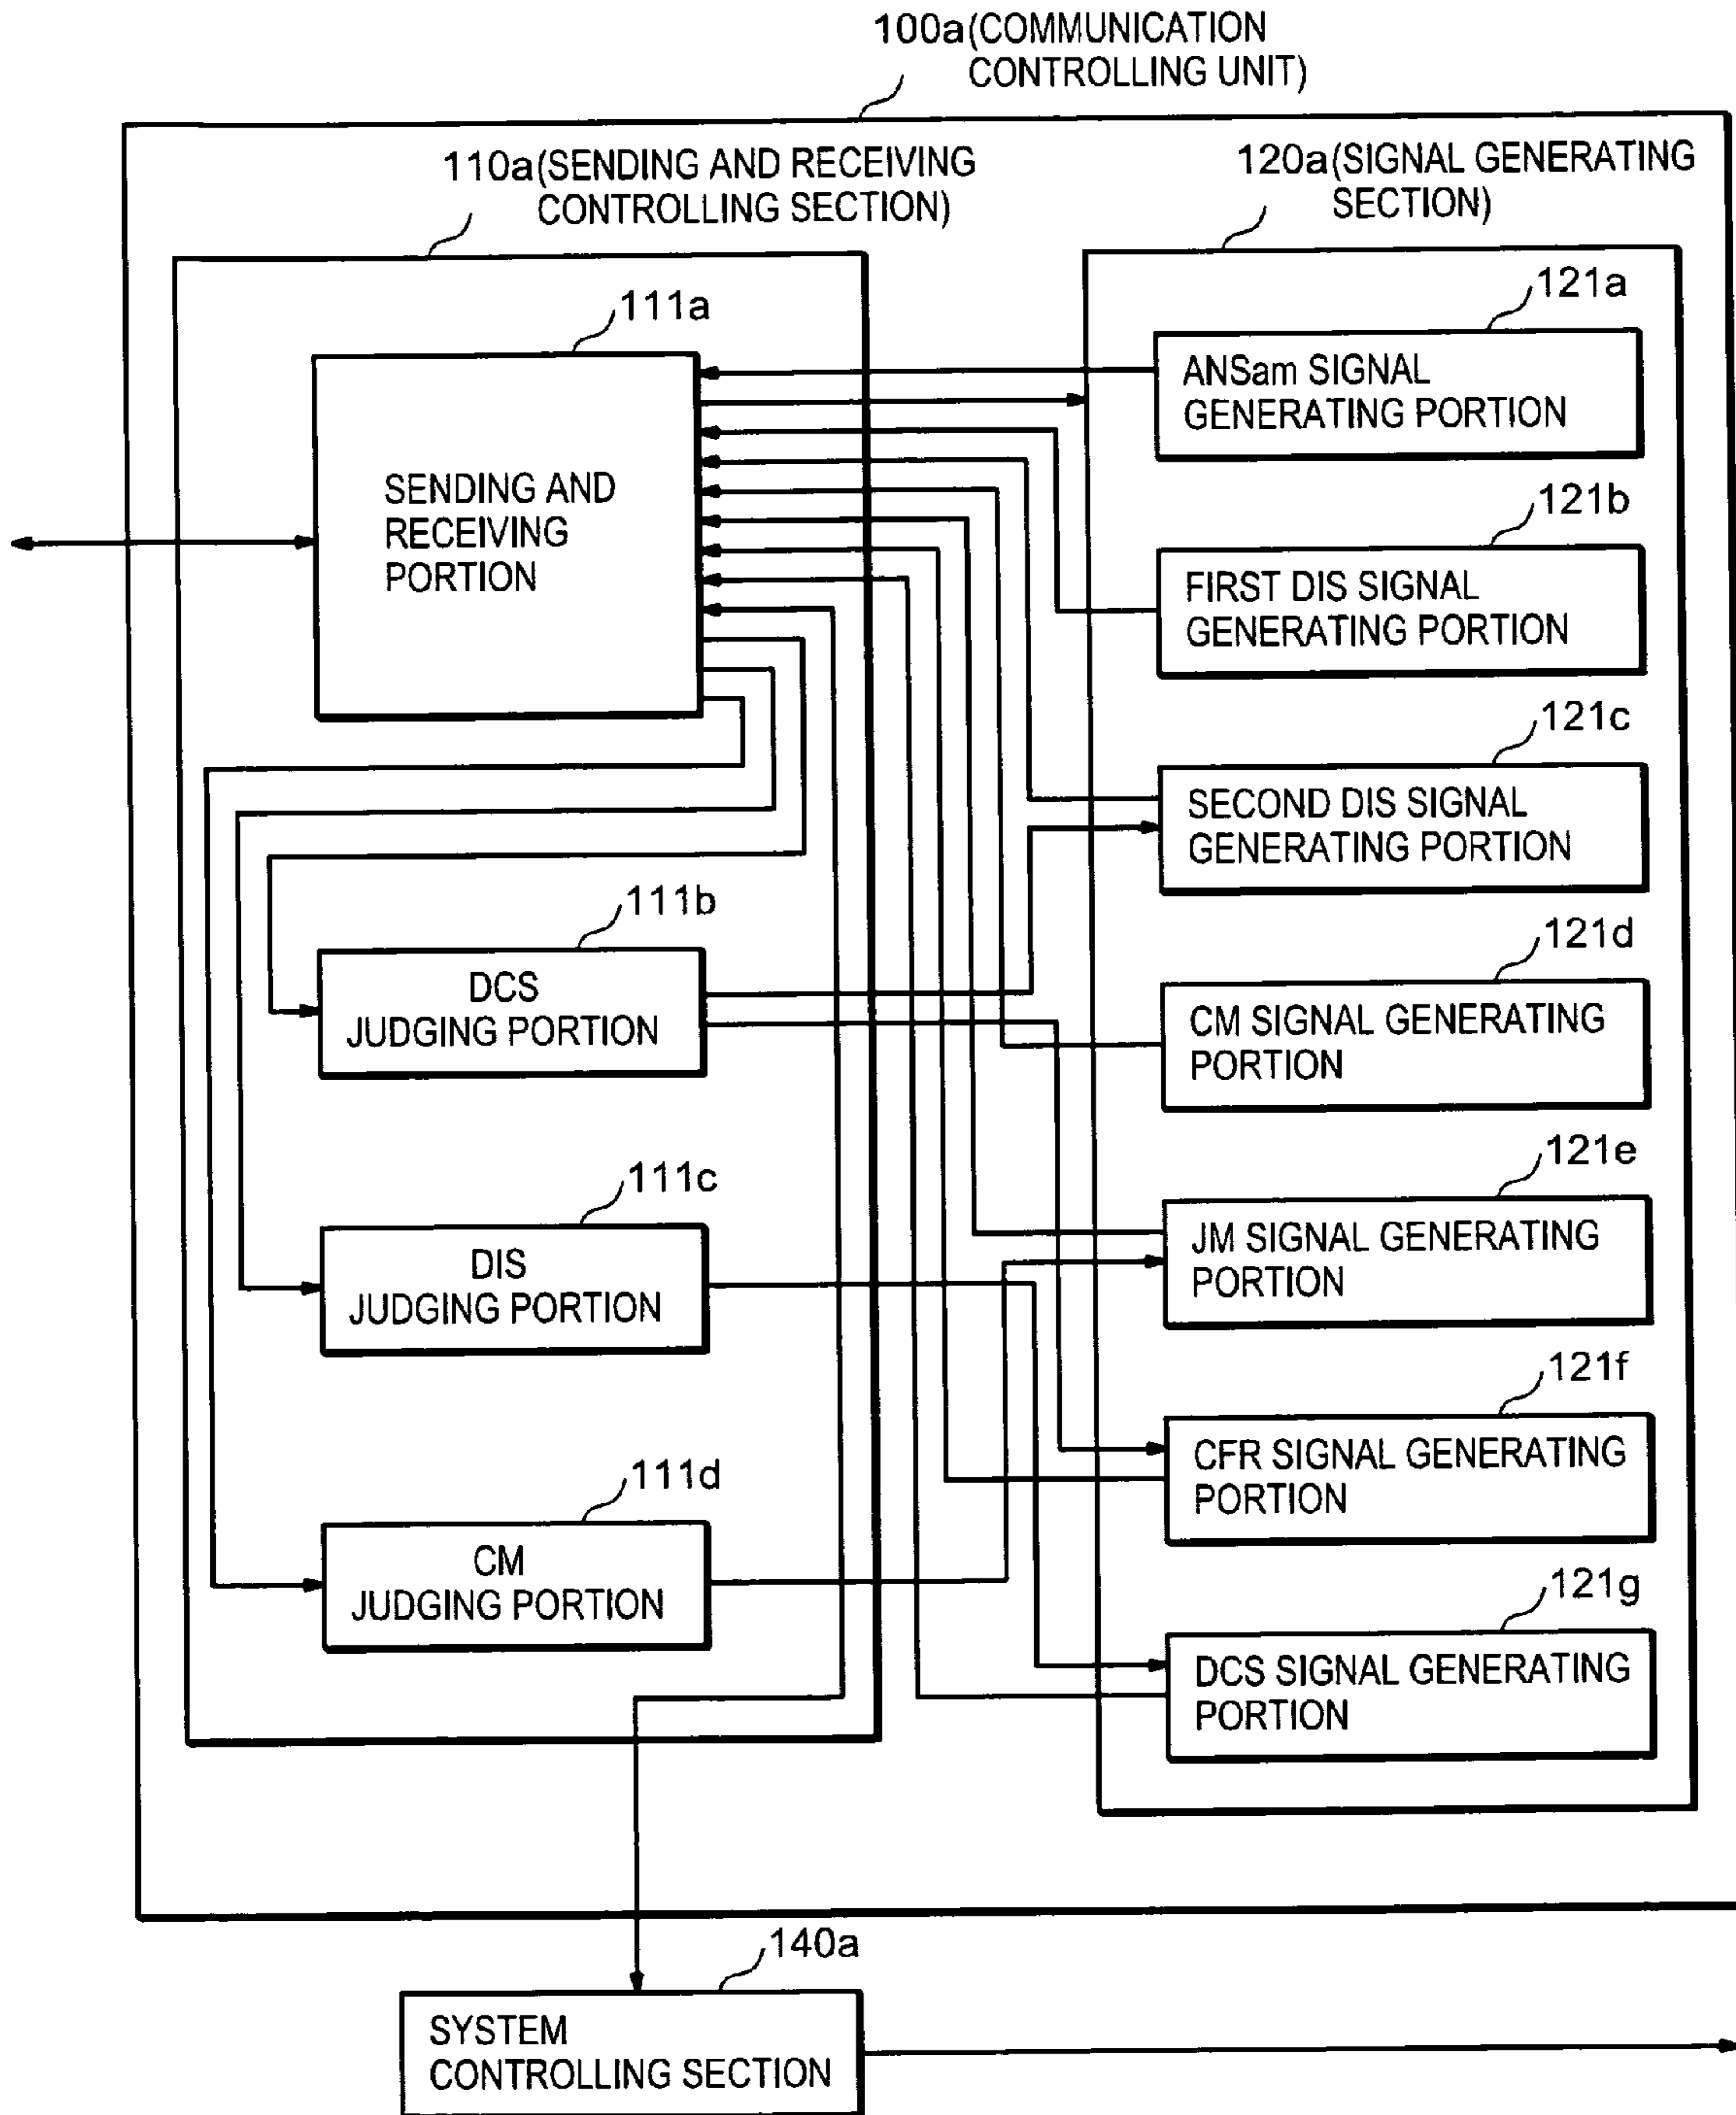 100a(COMMUNICATION
CONTROLLING UNIT)
110a(SENDING AND RECEIVING
CONTROLLING SECTION)
120a(SIGNAL GENERATING
SECTION)
111a
SENDING AND
RECEIVING
PORTION
121a
ANSam SIGNAL
GENERATING PORTION
121b
FIRST DIS SIGNAL
GENERATING PORTION
121c
SECOND DIS SIGNAL
GENERATING PORTION
111b
DCS
JUDGING PORTION
121d
CM SIGNAL GENERATING
PORTION
111c
DIS
JUDGING PORTION
121e
JM SIGNAL GENERATING
PORTION
121f
CFR SIGNAL GENERATING
PORTION
111d
CM
JUDGING PORTION
121g
DCS SIGNAL GENERATING
PORTION
140a
SYSTEM
CONTROLLING SECTION